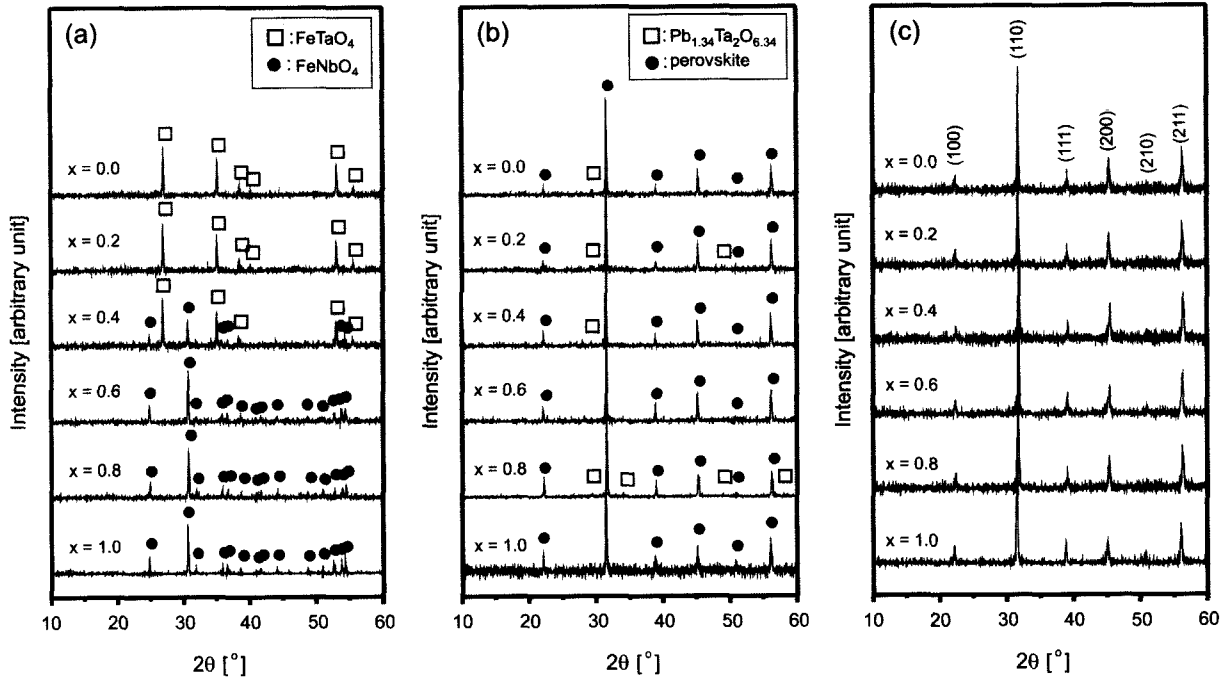 (a)
□ : FeTaO₄
● : FeNbO₄
x = 0.0
x = 0.2
x = 0.4
x = 0.6
x = 0.8
x = 1.0
Intensity [arbitrary unit]
10 20 30 40 50 60
2θ [°]
(b)
□ : Pb₁.₃₄Ta₂O₆.₃₄
● : perovskite
x = 0.0
x = 0.2
x = 0.4
x = 0.6
x = 0.8
x = 1.0
Intensity [arbitrary unit]
10 20 30 40 50 60
2θ [°]
(c)
(100)
(110)
(111)
(200)
(210)
(211)
x = 0.0
x = 0.2
x = 0.4
x = 0.6
x = 0.8
x = 1.0
Intensity [arbitrary unit]
10 20 30 40 50 60
2θ [°]